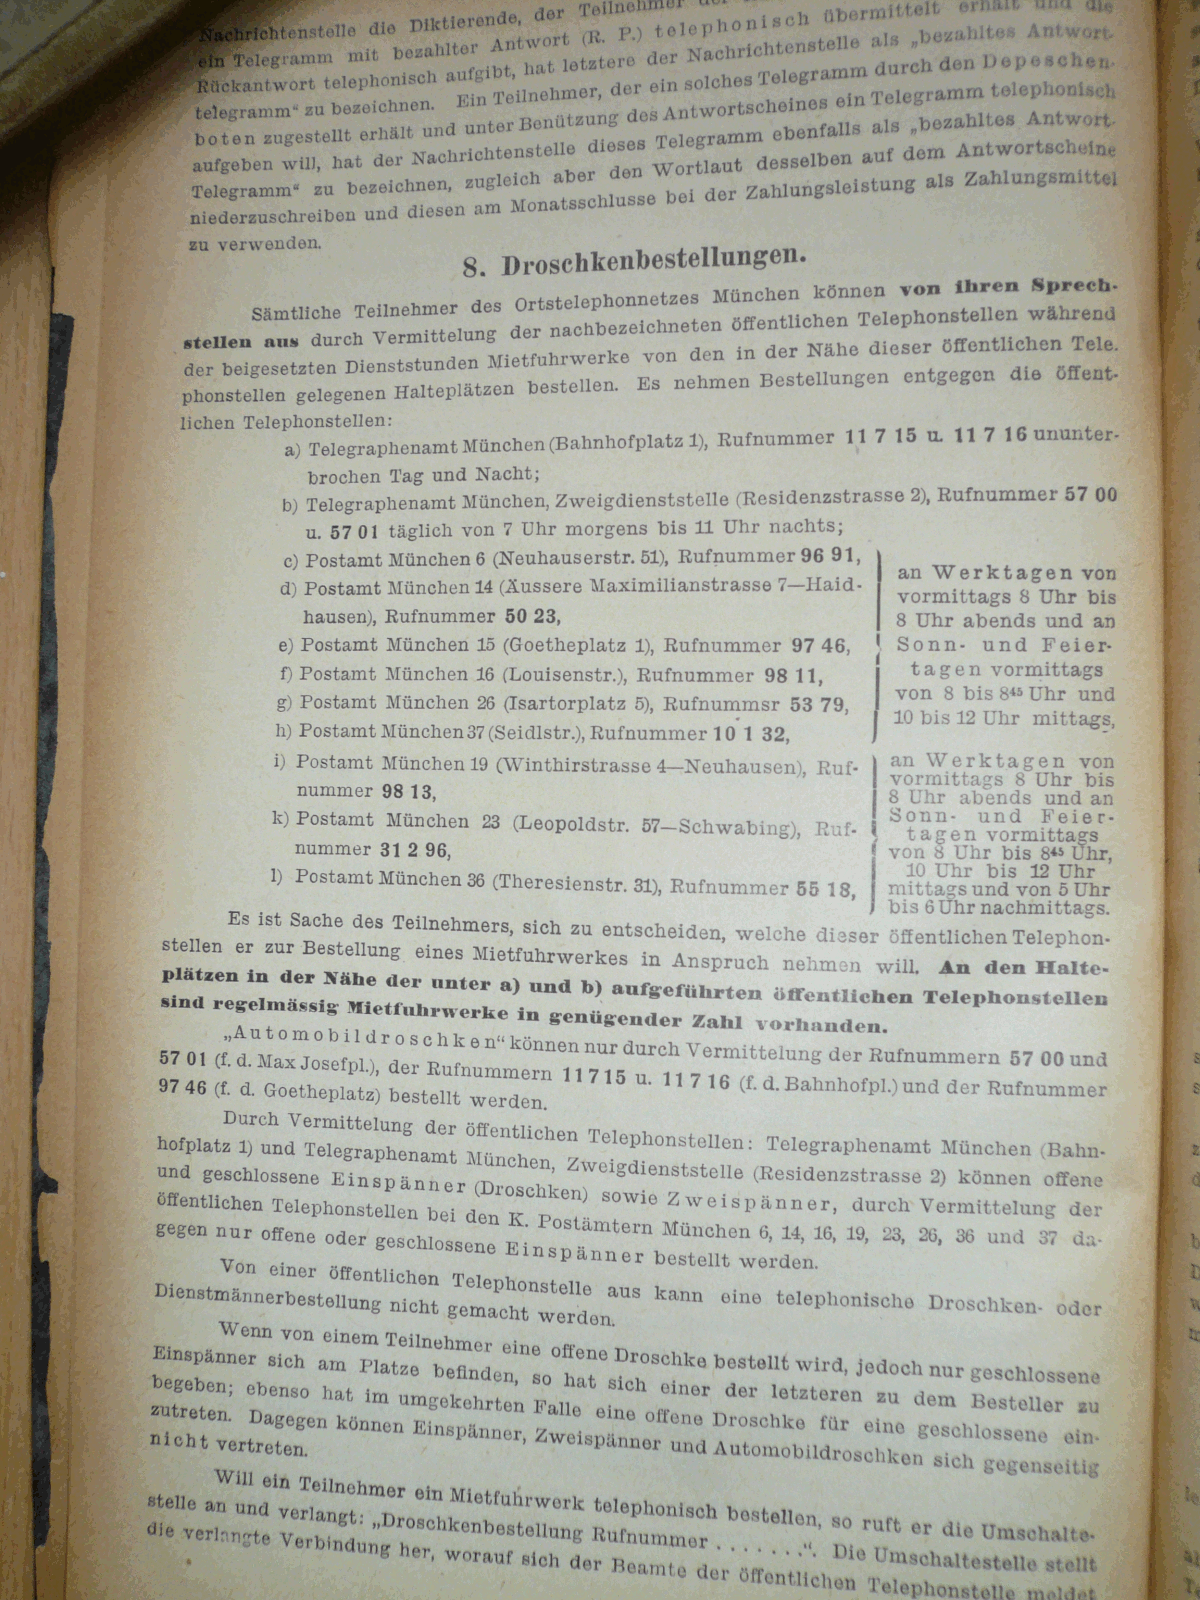 Nachrichtenstelle die Diktierende, der Teilnehmer der
ein Telegramm mit bezahlter Antwort (R. P.) telephonisch übermittelt erhält und die
Rückantwort telephonisch aufgibt, hat letztere der Nachrichtenstelle als „bezahltes Antwort-
telegramm“ zu bezeichnen. Ein Teilnehmer, der ein solches Telegramm durch den Depeschen-
boten zugestellt erhält und unter Benützung des Antwortscheines ein Telegramm telephonisch
aufgeben will, hat der Nachrichtenstelle dieses Telegramm ebenfalls als „bezahltes Antwort-
Telegramm“ zu bezeichnen, zugleich aber den Wortlaut desselben auf dem Antwortscheine
niederzuschreiben und diesen am Monatsschlusse bei der Zahlungsleistung als Zahlungsmittel
zu verwenden.
8. Droschkenbestellungen.
Sämtliche Teilnehmer des Ortstelephonnetzes München können von ihren Sprech-
stellen aus durch Vermittelung der nachbezeichneten öffentlichen Telephonstellen während
der beigesetzten Dienststunden Mietfuhrwerke von den in der Nähe dieser öffentlichen Tele.
phonstellen gelegenen Halteplätzen bestellen. Es nehmen Bestellungen entgegen die öffent-
lichen Telephonstellen:
a) Telegraphenamt München (Bahnhofplatz 1), Rufnummer 11 7 15 u. 11 7 16 ununter-
brochen Tag und Nacht;
b) Telegraphenamt München, Zweigdienststelle (Residenzstrasse 2), Rufnummer 57 00
u. 57 01 täglich von 7 Uhr morgens bis 11 Uhr nachts;
c) Postamt München 6 (Neuhauserstr. 51), Rufnummer 96 91,
d) Postamt München 14 (Äussere Maximilianstrasse 7—Haid-
hausen), Rufnummer 50 23,
e) Postamt München 15 (Goetheplatz 1), Rufnummer 97 46,
f) Postamt München 16 (Louisenstr.), Rufnummer 98 11,
g) Postamt München 26 (Isartorplatz 5), Rufnummsr 53 79,
h) Postamt München 37 (Seidlstr.), Rufnummer 10 1 32,
an Werktagen von
vormittags 8 Uhr bis
8 Uhr abends und an
Sonn- und Feier-
tagen vormittags
von 8 bis 8⁴⁵ Uhr und
10 bis 12 Uhr mittags,
i) Postamt München 19 (Winthirstrasse 4—Neuhausen), Ruf-
nummer 98 13,
k) Postamt München 23 (Leopoldstr. 57—Schwabing), Ruf-
nummer 31 2 96,
l) Postamt München 36 (Theresienstr. 31), Rufnummer 55 18,
an Werktagen von
vormittags 8 Uhr bis
8 Uhr abends und an
Sonn- und Feier-
tagen vormittags
von 8 Uhr bis 8⁴⁵ Uhr,
10 Uhr bis 12 Uhr
mittags und von 5 Uhr
bis 6 Uhr nachmittags.
Es ist Sache des Teilnehmers, sich zu entscheiden, welche dieser öffentlichen Telephon-
stellen er zur Bestellung eines Mietfuhrwerkes in Anspruch nehmen will. An den Halte-
plätzen in der Nähe der unter a) und b) aufgeführten öffentlichen Telephonstellen
sind regelmässig Mietfuhrwerke in genügender Zahl vorhanden.
„Automobildroschken“ können nur durch Vermittelung der Rufnummern 57 00 und
57 01 (f. d. Max Josefpl.), der Rufnummern 11 7 15 u. 11 7 16 (f. d. Bahnhofpl.) und der Rufnummer
97 46 (f. d. Goetheplatz) bestellt werden.
Durch Vermittelung der öffentlichen Telephonstellen: Telegraphenamt München (Bahn-
hofplatz 1) und Telegraphenamt München, Zweigdienststelle (Residenzstrasse 2) können offene
und geschlossene Einspänner (Droschken) sowie Zweispänner, durch Vermittelung der
öffentlichen Telephonstellen bei den K. Postämtern München 6, 14, 16, 19, 23, 26, 36 und 37 da-
gegen nur offene oder geschlossene Einspänner bestellt werden.
Von einer öffentlichen Telephonstelle aus kann eine telephonische Droschken- oder
Dienstmännerbestellung nicht gemacht werden.
Wenn von einem Teilnehmer eine offene Droschke bestellt wird, jedoch nur geschlossene
Einspänner sich am Platze befinden, so hat sich einer der letzteren zu dem Besteller zu
begeben; ebenso hat im umgekehrten Falle eine offene Droschke für eine geschlossene ein-
zutreten. Dagegen können Einspänner, Zweispänner und Automobildroschken sich gegenseitig
nicht vertreten.
Will ein Teilnehmer ein Mietfuhrwerk telephonisch bestellen, so ruft er die Umschalte-
stelle an und verlangt: „Droschkenbestellung Rufnummer . . . . . . .“. Die Umschaltestelle stellt
die verlangte Verbindung her, worauf sich der Beamte der öffentlichen Telephonstelle meldet